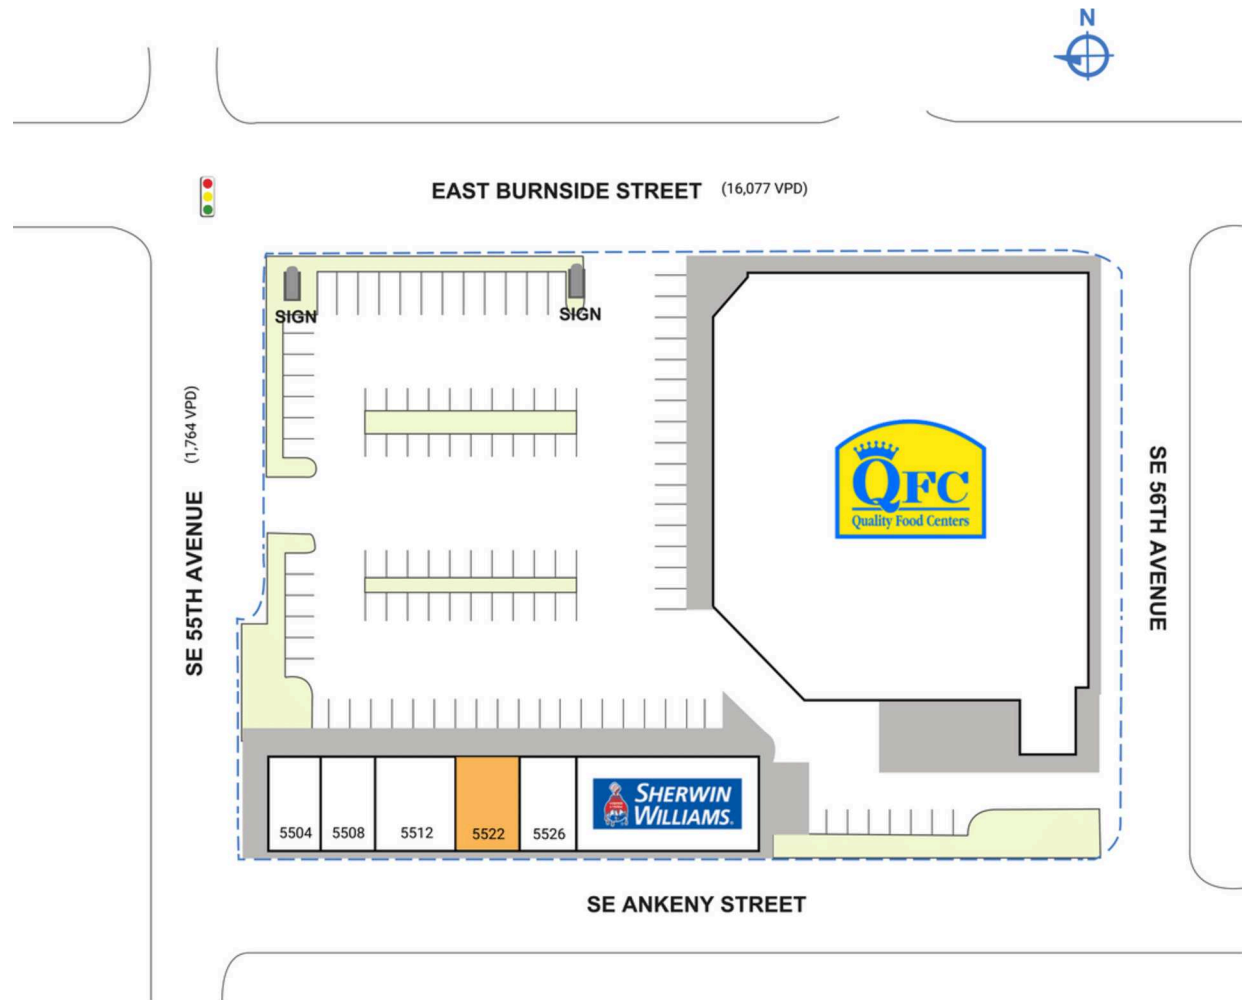 N
EAST BURNSIDE STREET (16,077 VPD)
SIGN
SIGN
SE 55TH AVENUE (1,764 VPD)
QFC
Quality Food Centers
SE 56TH AVENUE
5504
5508
5512
5522
5526
SHERWIN
WILLIAMS.
SE ANKENY STREET